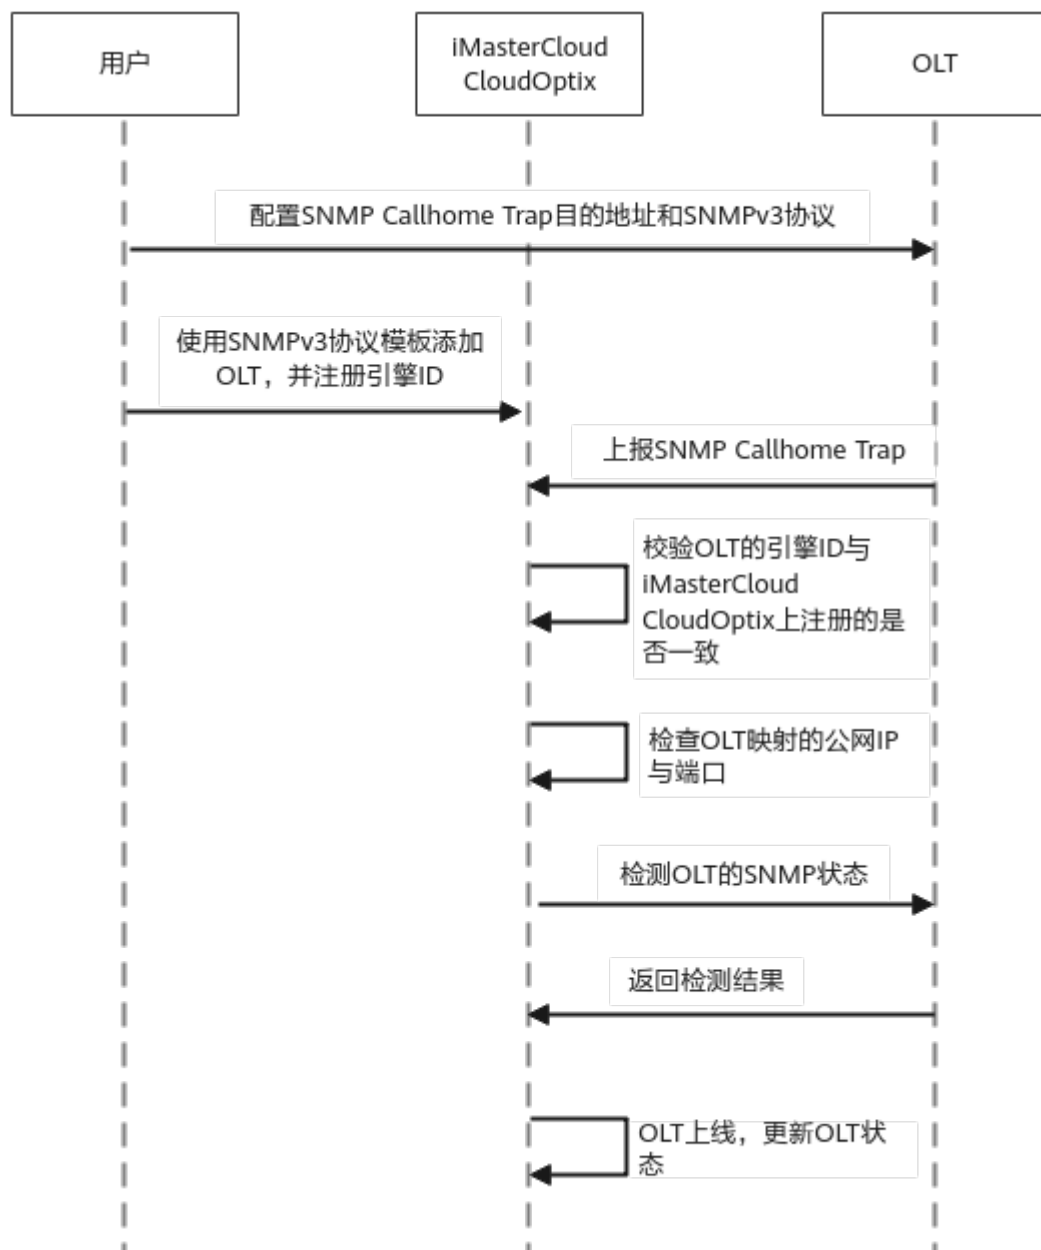 用户
iMasterCloud
CloudOptix
OLT
配置SNMP Callhome Trap目的地址和SNMPv3协议
使用SNMPv3协议模板添加
OLT，并注册引擎ID
上报SNMP Callhome Trap
校验OLT的引擎ID与
iMasterCloud
CloudOptix上注册的是
否一致
检查OLT映射的公网IP
与端口
检测OLT的SNMP状态
返回检测结果
OLT上线，更新OLT状
态